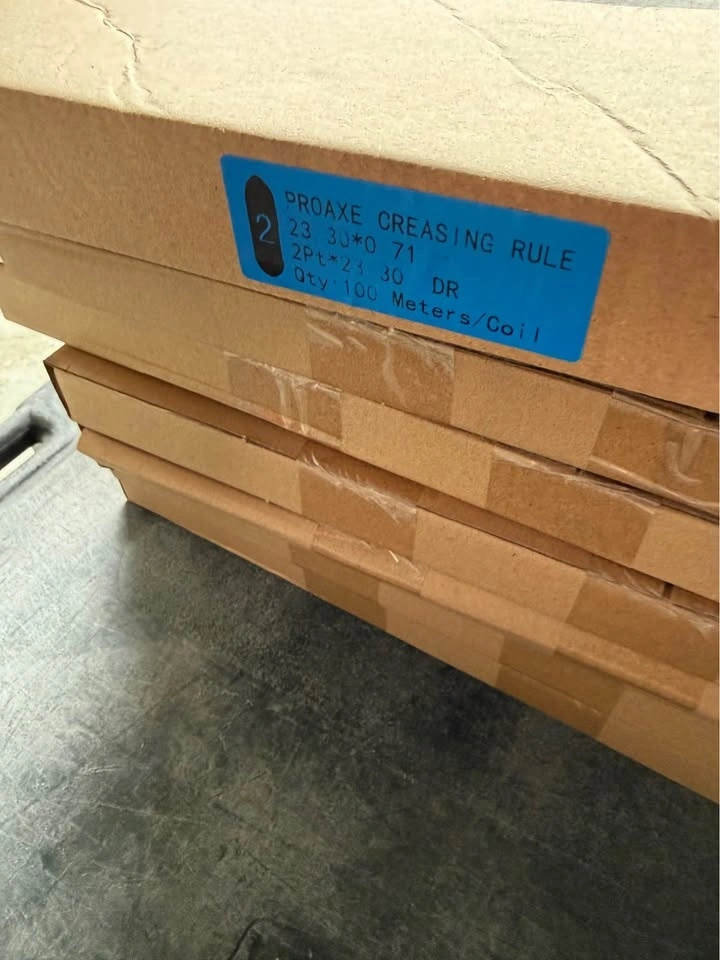 2
PROAXE CREASING RULE
23 30*0 71
2Pt*23 30 DR
Qty:100 Meters/Coil